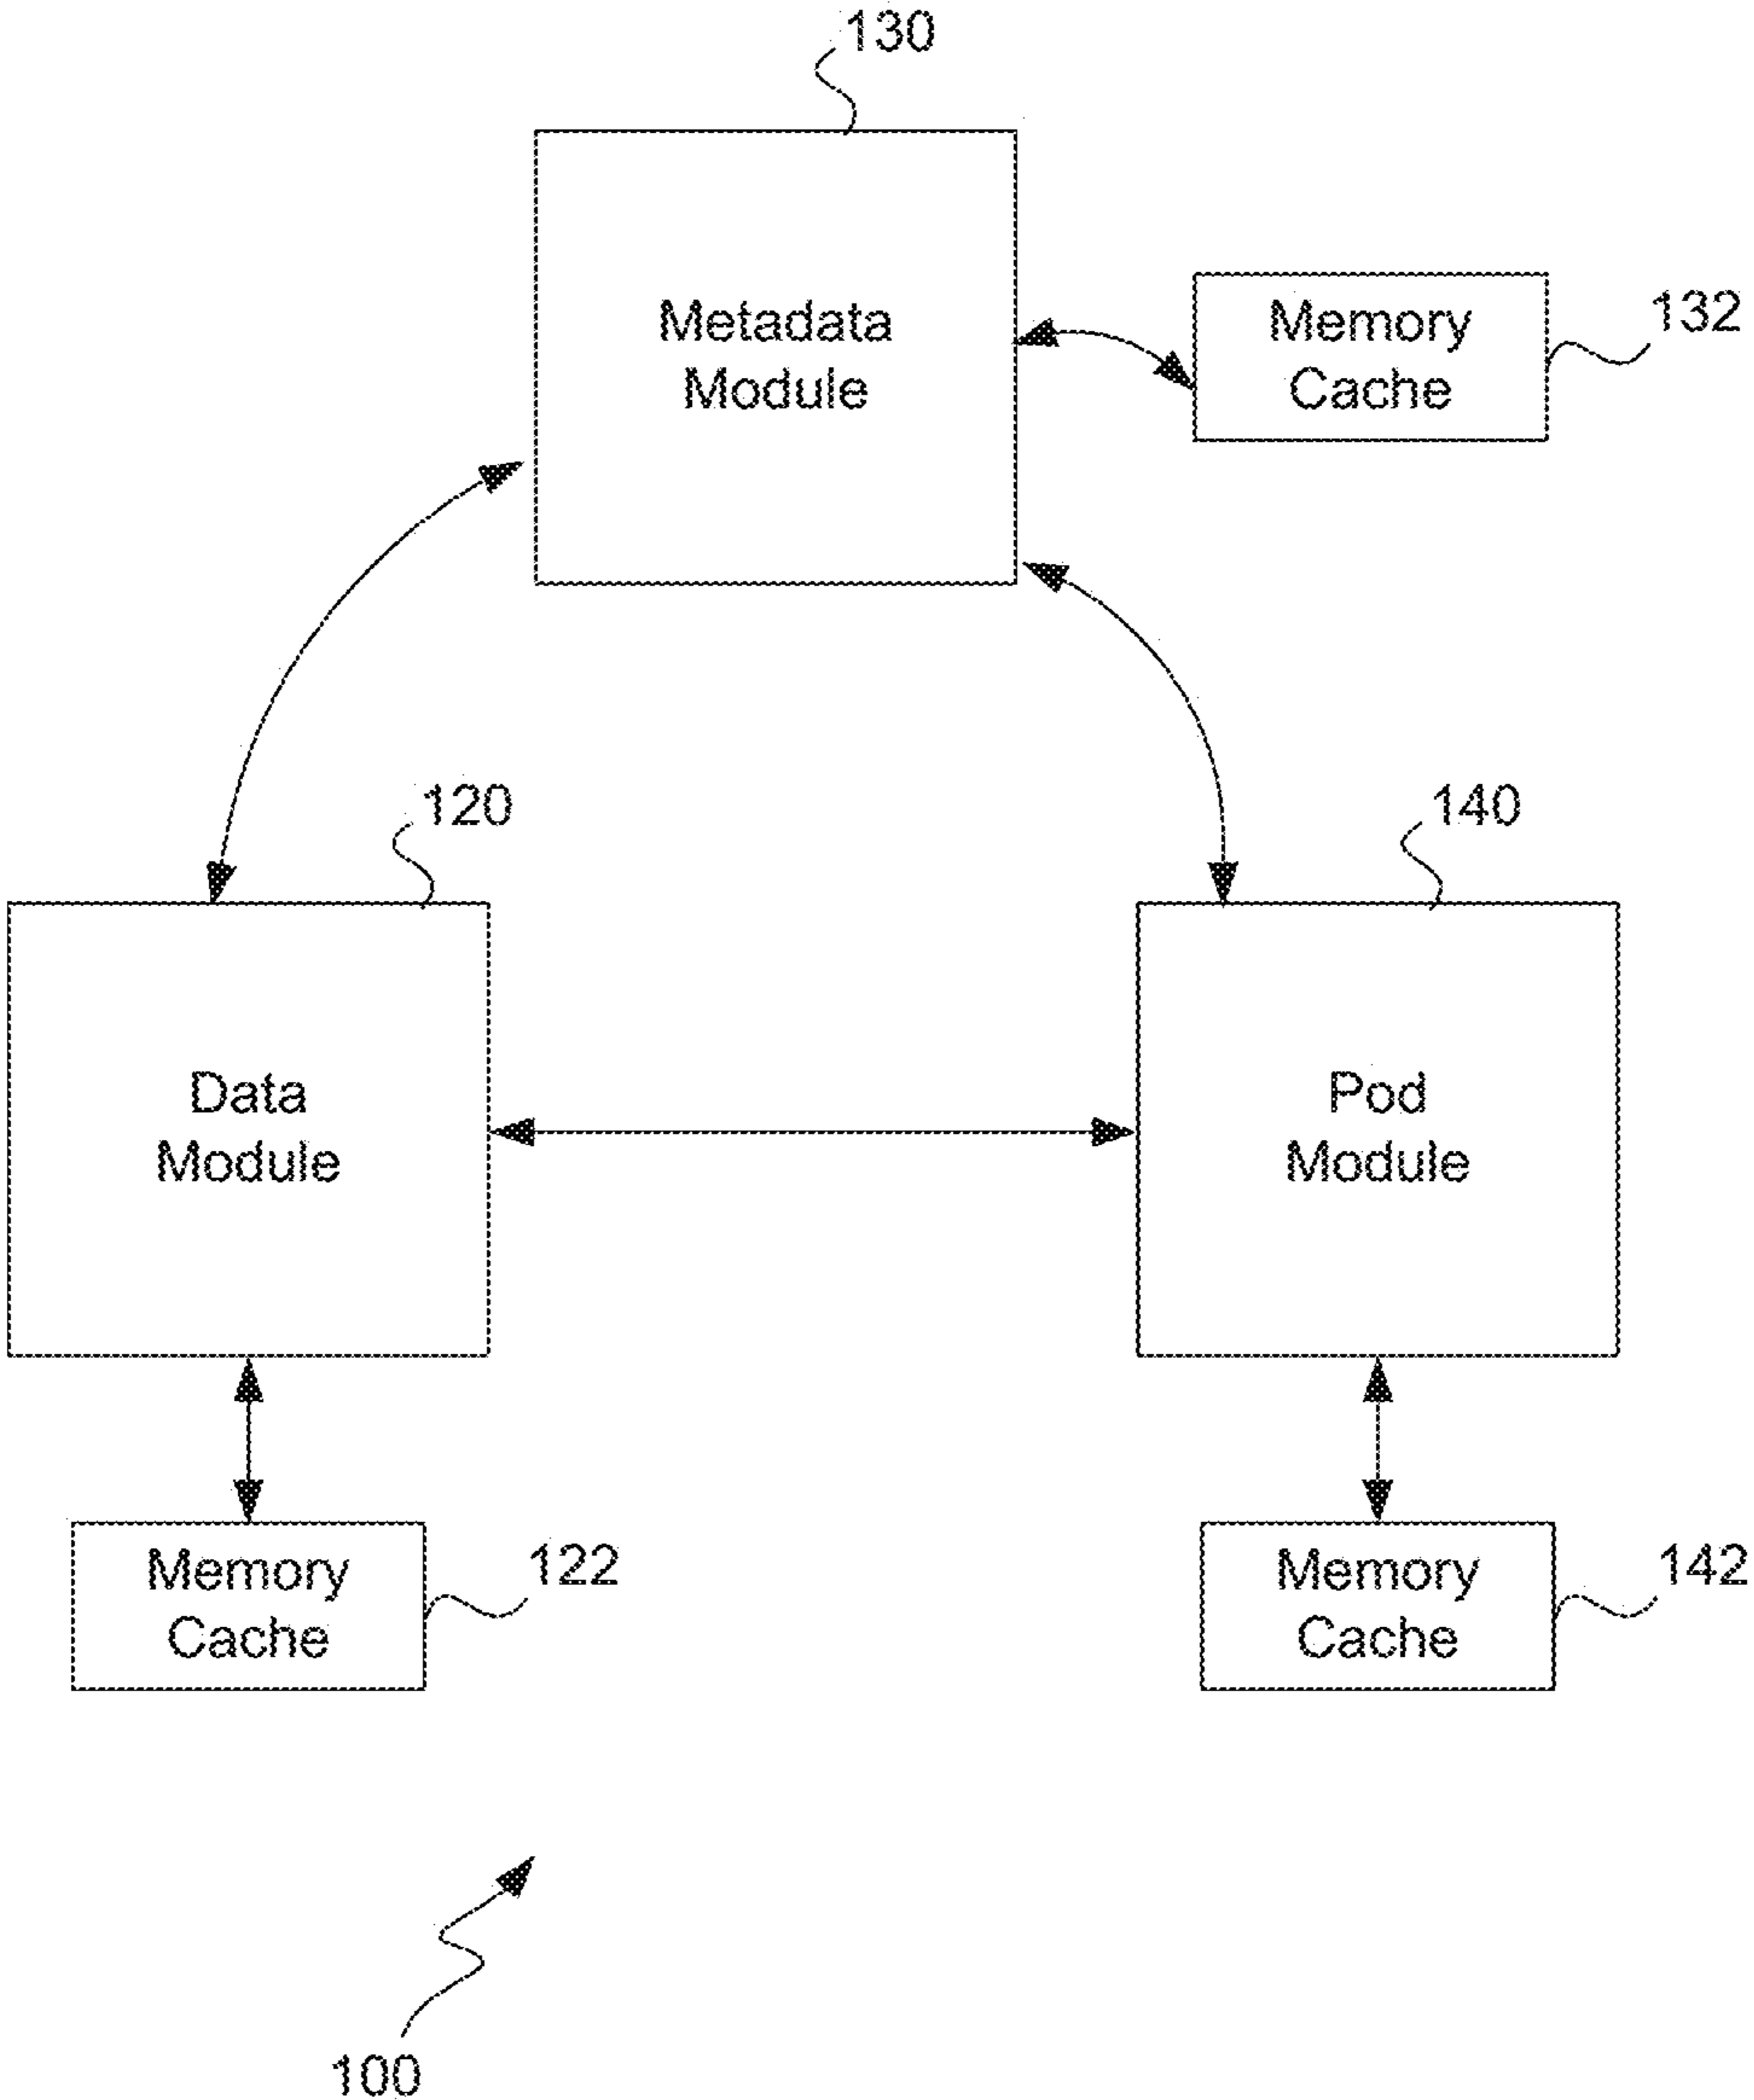 130
Metadata
Module
Memory
Cache
132
120
140
Data
Module
Pod
Module
Memory
Cache
122
Memory
Cache
142
100